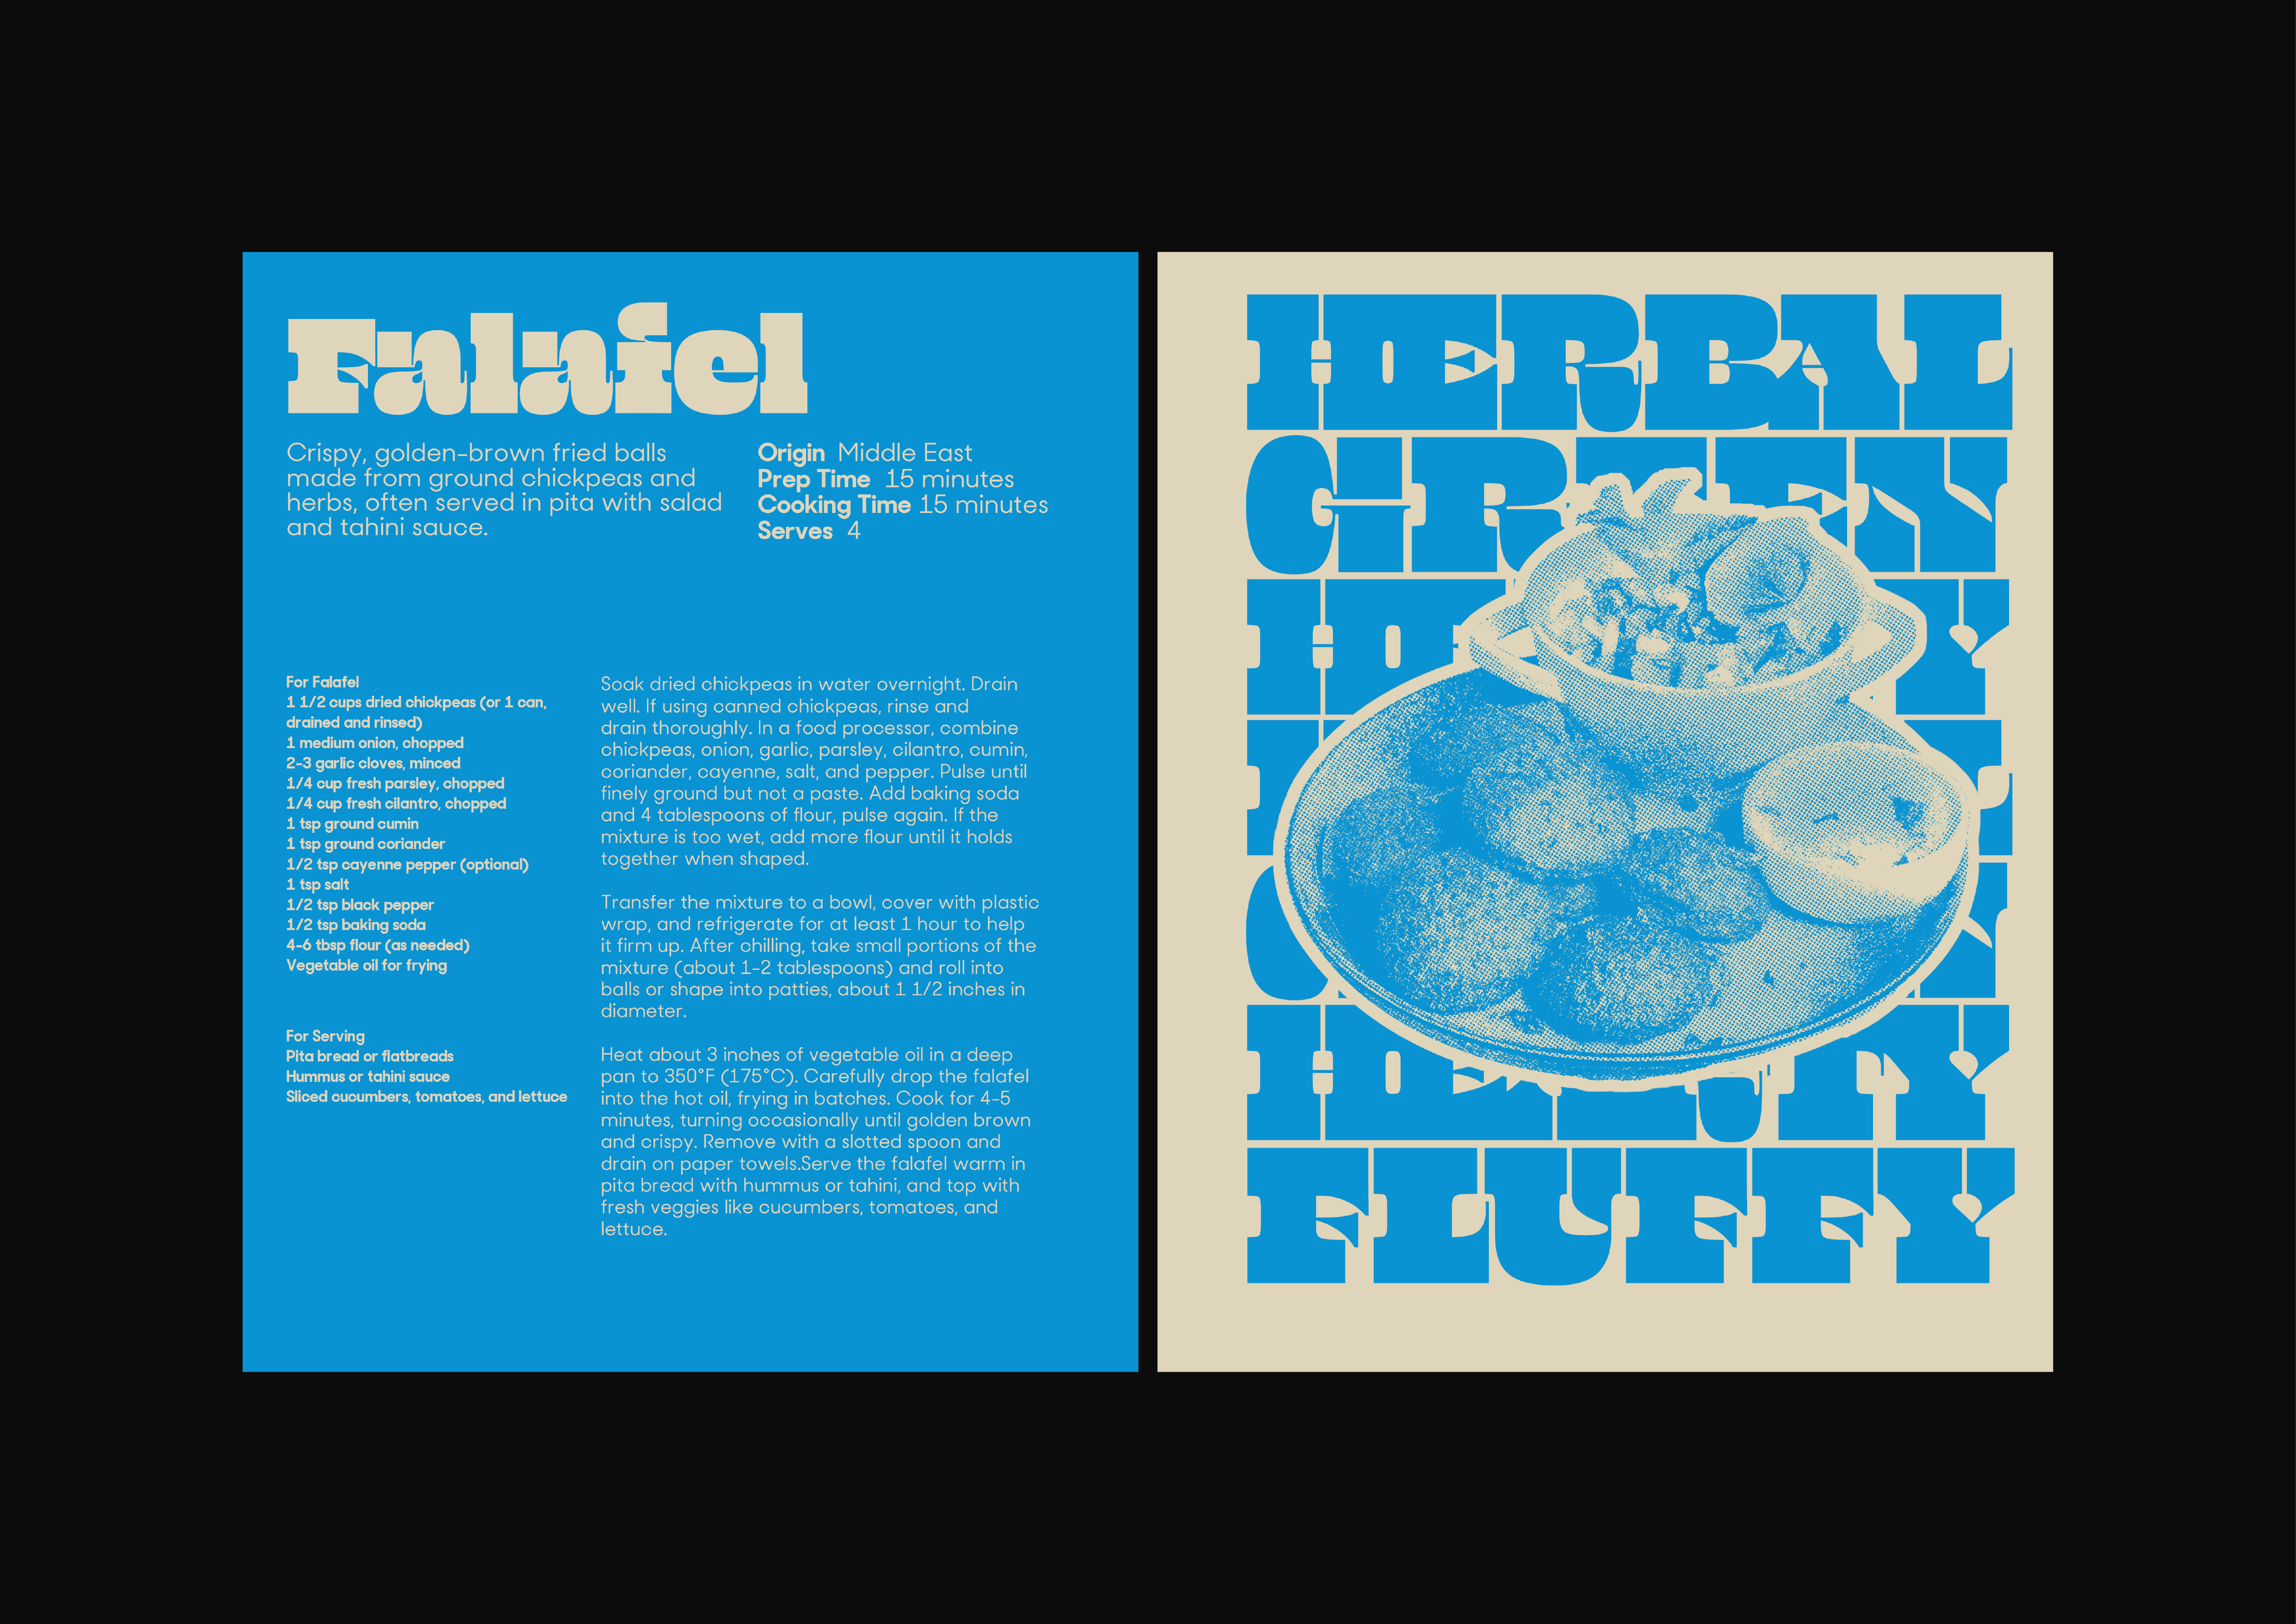 Falafel
Crispy, golden-brown fried balls
made from ground chickpeas and
herbs, often served in pita with salad
and tahini sauce.
Origin Middle East
Prep Time 15 minutes
Cooking Time 15 minutes
Serves 4
For Falafel
1 1/2 cups dried chickpeas (or 1 can,
drained and rinsed)
1 medium onion, chopped
2-3 garlic cloves, minced
1/4 cup fresh parsley, chopped
1/4 cup fresh cilantro, chopped
1 tsp ground cumin
1 tsp ground coriander
1/2 tsp cayenne pepper (optional)
1 tsp salt
1/2 tsp black pepper
1/2 tsp baking soda
4-6 tbsp flour (as needed)
Vegetable oil for frying
For Serving
Pita bread or flatbreads
Hummus or tahini sauce
Sliced cucumbers, tomatoes, and lettuce
Soak dried chickpeas in water overnight. Drain
well. If using canned chickpeas, rinse and
drain thoroughly. In a food processor, combine
chickpeas, onion, garlic, parsley, cilantro, cumin,
coriander, cayenne, salt, and pepper. Pulse until
finely ground but not a paste. Add baking soda
and 4 tablespoons of flour, pulse again. If the
mixture is too wet, add more flour until it holds
together when shaped.
Transfer the mixture to a bowl, cover with plastic
wrap, and refrigerate for at least 1 hour to help
it firm up. After chilling, take small portions of the
mixture (about 1-2 tablespoons) and roll into
balls or shape into patties, about 1 1/2 inches in
diameter.
Heat about 3 inches of vegetable oil in a deep
pan to 350°F (175°C). Carefully drop the falafel
into the hot oil, frying in batches. Cook for 4-5
minutes, turning occasionally until golden brown
and crispy. Remove with a slotted spoon and
drain on paper towels.Serve the falafel warm in
pita bread with hummus or tahini, and top with
fresh veggies like cucumbers, tomatoes, and
lettuce.
HERBAL
FLUFFY